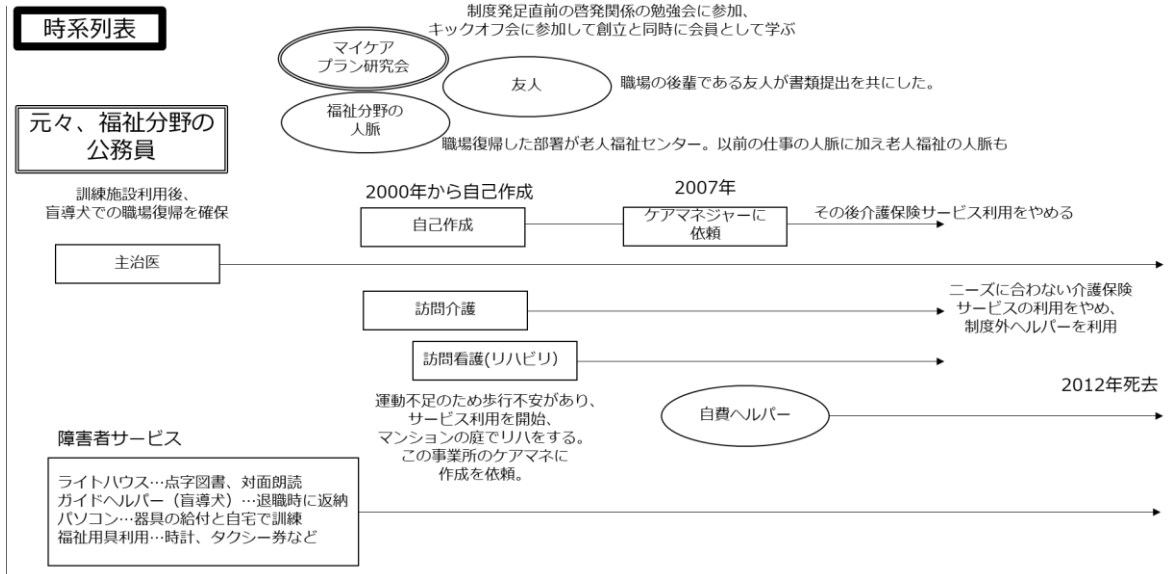 時系列表
制度発足直前の啓発関係の勉強会に参加、
キックオフ会に参加して創立と同時に会員として学ぶ
マイケア
プラン研究会
友人
職場の後輩である友人が書類提出を共にした。
福祉分野の
人脈
職場復帰した部署が老人福祉センター。以前の仕事の人脈に加え老人福祉の人脈も
元々、福祉分野の
公務員
訓練施設利用後、
盲導犬での職場復帰を確保
2000年から自己作成
2007年
自己作成
ケアマネジャーに
依頼
その後介護保険サービス利用をやめる
主治医
訪問介護
ニーズに合わない介護保険
サービスの利用をやめ、
制度外ヘルパーを利用
訪問看護(リハビリ）
運動不足のため歩行不安があり、
サービス利用を開始、
マンションの庭でリハをする。
この事業所のケアマネに
作成を依頼。
自費ヘルパー
2012年死去
障害者サービス
ライトハウス…点字図書、対面朗読
ガイドヘルパー（盲導犬）…退職時に返納
パソコン…器具の給付と自宅で訓練
福祉用具利用…時計、タクシー券など